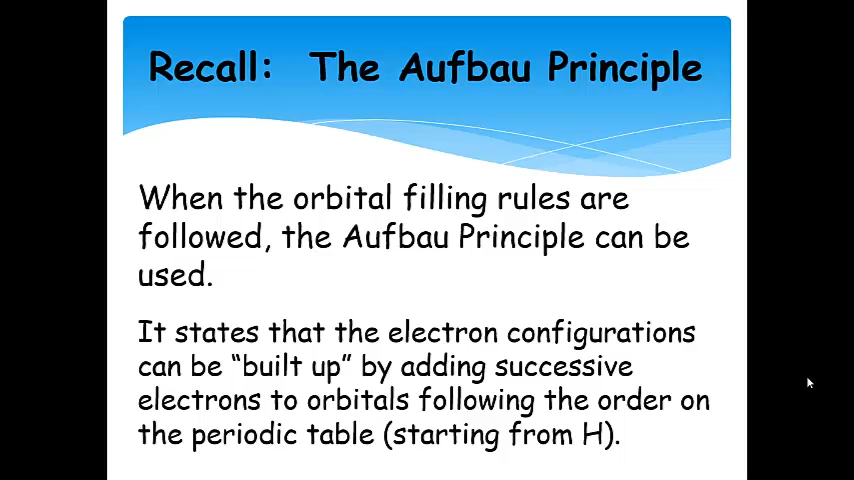 Recall: The Aufbau Principle
When the orbital filling rules are
followed, the Aufbau Principle can be
used.
It states that the electron configurations
can be “built up” by adding successive
electrons to orbitals following the order on
the periodic table (starting from H).